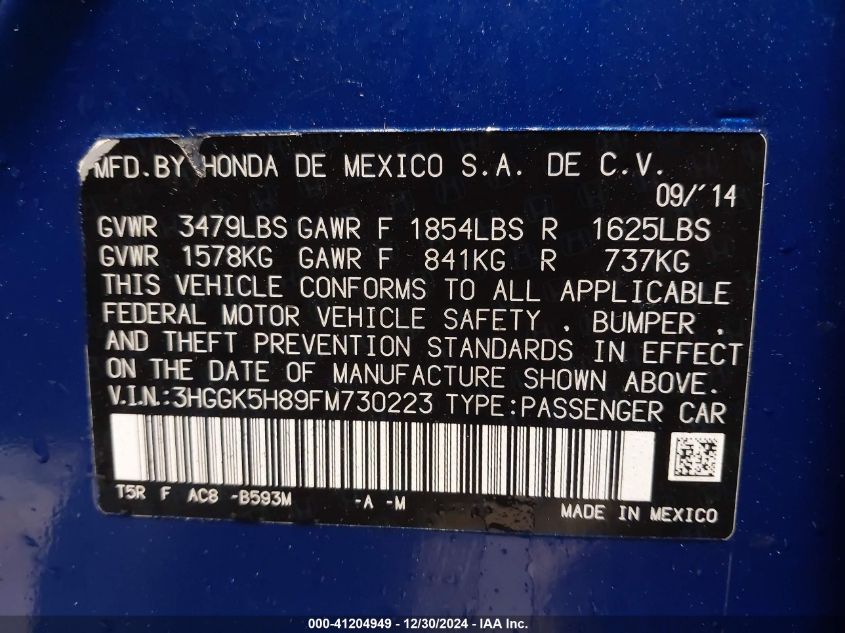 MFD.BY HONDA DE MEXICO S.A. DE C.V.
09/'14
GVWR 3479LBS GAWR F 1854LBS R 1625LBS
GVWR 1578KG GAWR F 841KG R 737KG
THIS VEHICLE CONFORMS TO ALL APPLICABLE
FEDERAL MOTOR VEHICLE SAFETY , BUMPER ,
AND THEFT PREVENTION STANDARDS IN EFFECT
ON THE DATE OF MANUFACTURE SHOWN ABOVE.
V.I.N.:3HGGK5H89FM730223 TYPE:PASSENGER CAR
T5R F AC8 -B593M -A -M
MADE IN MEXICO
000-41204949 / 12/30/2024 - IAA Inc.